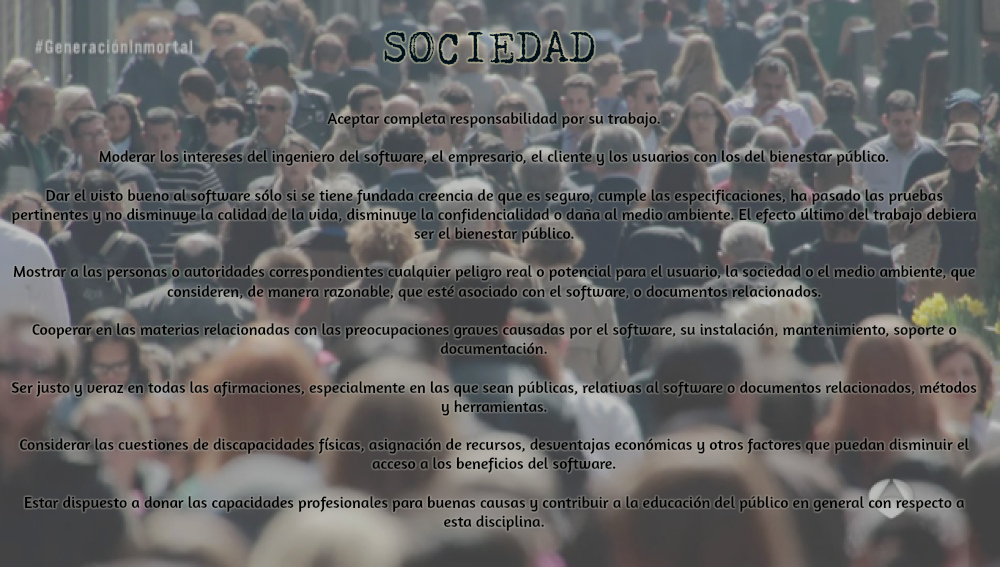 #GeneraciónInmortal
SOCIEDAD
Aceptar completa responsabilidad por su trabajo.
Moderar los intereses del ingeniero del software, el empresario, el cliente y los usuarios con los del bienestar público.
Dar el visto bueno al software sólo si se tiene fundada creencia de que es seguro, cumple las especificaciones, ha pasado las pruebas
pertinentes y no disminuye la calidad de la vida, disminuye la confidencialidad o daña al medio ambiente. El efecto último del trabajo debiera
ser el bienestar público.
Mostrar a las personas o autoridades correspondientes cualquier peligro real o potencial para el usuario, la sociedad o el medio ambiente, que
consideren, de manera razonable, que esté asociado con el software, o documentos relacionados.
Cooperar en las materias relacionadas con las preocupaciones graves causadas por el software, su instalación, mantenimiento, soporte o
documentación.
Ser justo y veraz en todas las afirmaciones, especialmente en las que sean públicas, relativas al software o documentos relacionados, métodos
y herramientas.
Considerar las cuestiones de discapacidades físicas, asignación de recursos, desventajas económicas y otros factores que puedan disminuir el
acceso a los beneficios del software.
Estar dispuesto a donar las capacidades profesionales para buenas causas y contribuir a la educación del público en general con respecto a
esta disciplina.